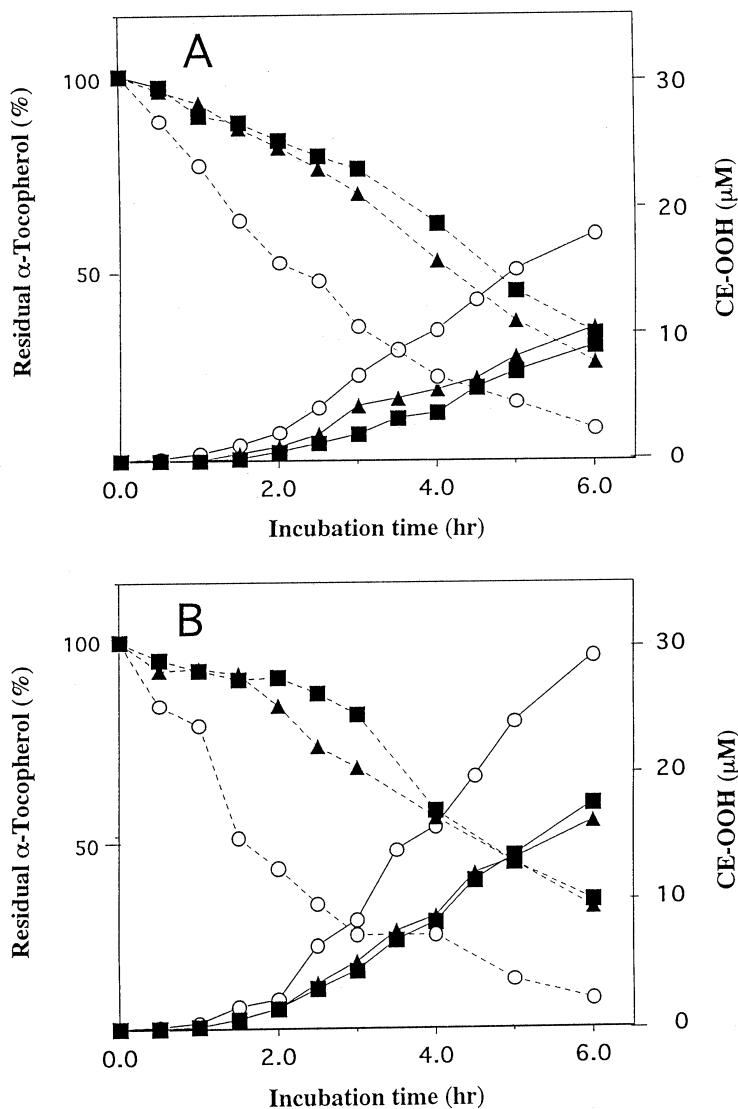 A
100
50
Residual α-Tocopherol (%)
30
20
10
0
CE-OOH (μM)
0.0 2.0 4.0 6.0
Incubation time (hr)
B
100
50
Residual α-Tocopherol (%)
30
20
10
0
CE-OOH (μM)
0.0 2.0 4.0 6.0
Incubation time (hr)